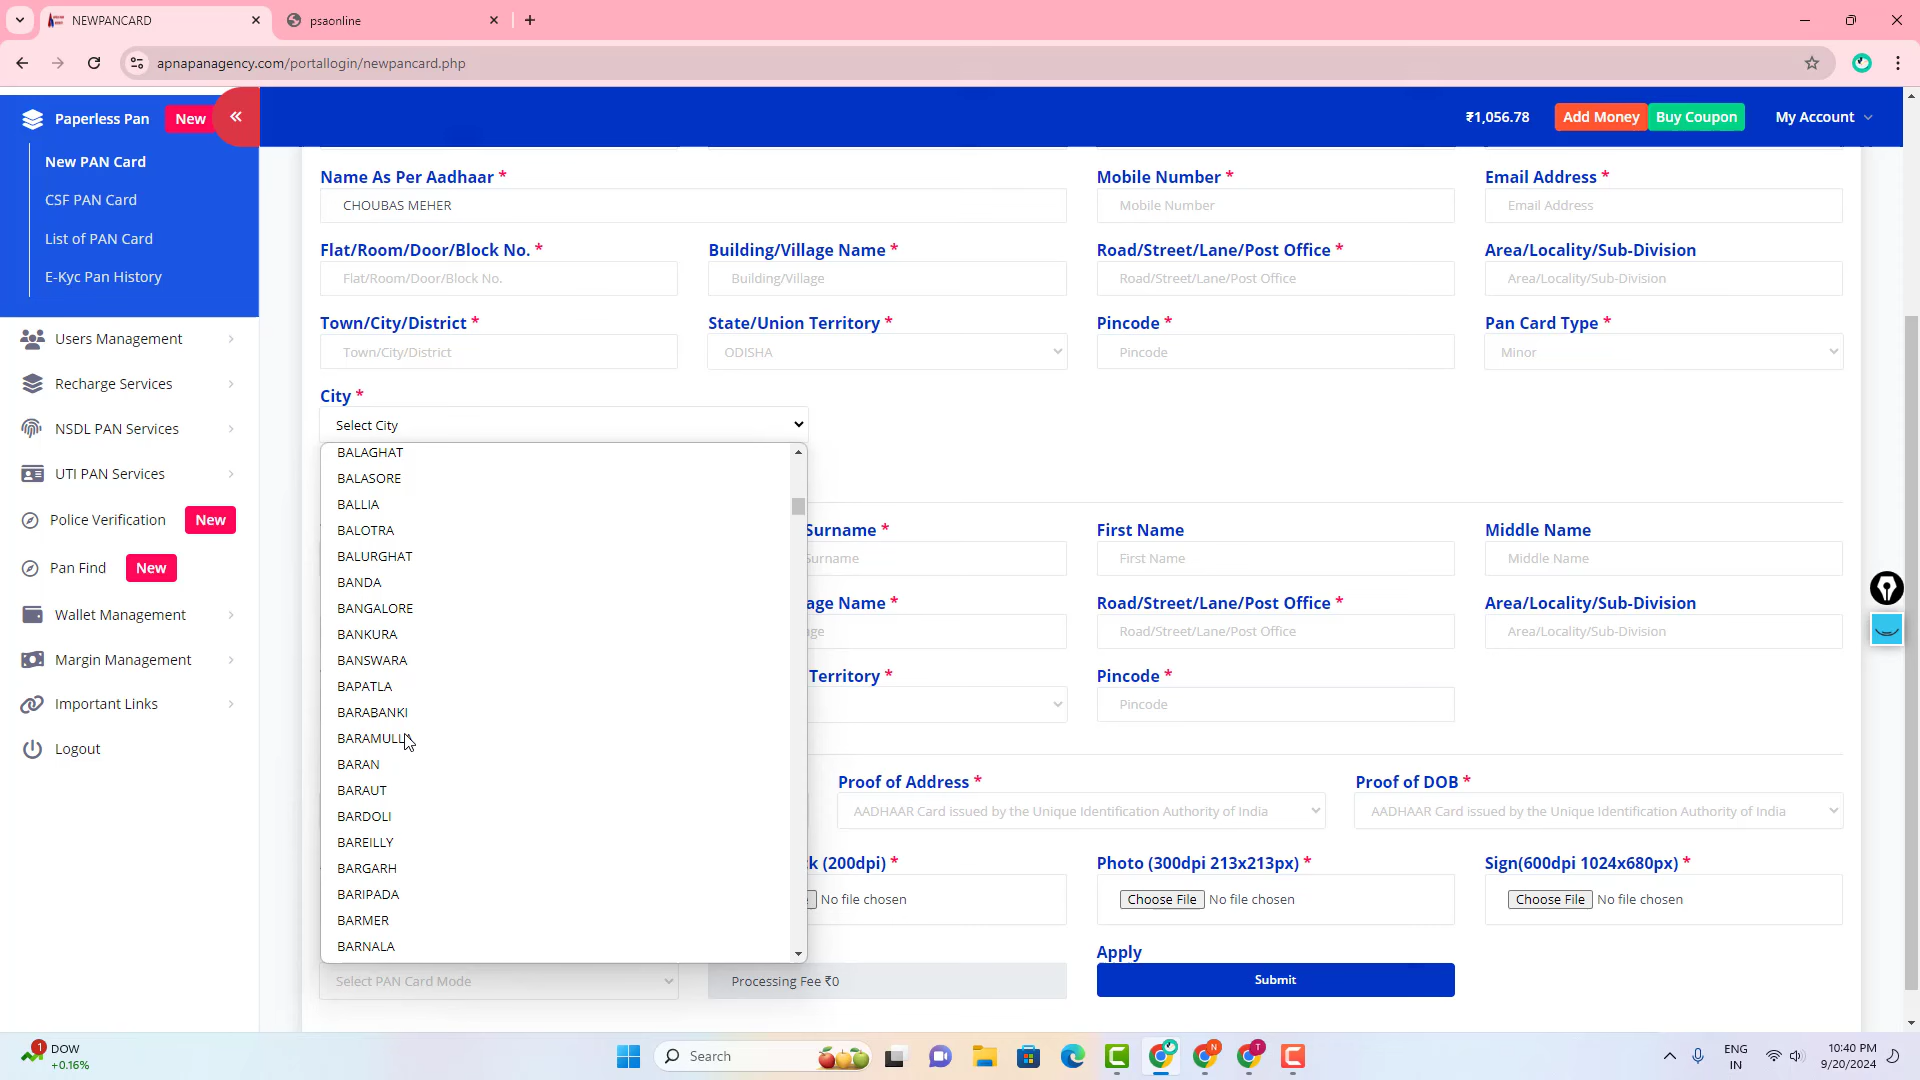 NEWPANCARD
psaonline
apnapanagency.com/portallogin/newpancard.php
Paperless Pan New
₹1,056.78 Add Money Buy Coupon My Account
New PAN Card
CSF PAN Card
List of PAN Card
E-Kyc Pan History
Users Management
Recharge Services
NSDL PAN Services
UTI PAN Services
Police Verification New
Pan Find New
Wallet Management
Margin Management
Important Links
Logout
Name As Per Aadhaar * Mobile Number * Email Address *
CHOUBAS MEHER Mobile Number Email Address
Flat/Room/Door/Block No. * Building/Village Name * Road/Street/Lane/Post Office * Area/Locality/Sub-Division
Flat/Room/Door/Block No. Building/Village Road/Street/Lane/Post Office Area/Locality/Sub-Division
Town/City/District * State/Union Territory * Pincode * Pan Card Type *
Town/City/District ODISHA Pincode Minor
City *
Select City
BALAGHAT
BALASORE
BALLIA
BALOTRA
BALURGHAT
BANDA
BANGALORE
BANKURA
BANSWARA
BAPATLA
BARABANKI
BARAMULLA
BARAN
BARAUT
BARDOLI
BAREILLY
BARGARH
BARIPADA
BARMER
BARNALA
Surname * First Name Middle Name
Surname First Name Middle Name
age Name * Road/Street/Lane/Post Office * Area/Locality/Sub-Division
ge Road/Street/Lane/Post Office Area/Locality/Sub-Division
Territory * Pincode *
Pincode
Proof of Address * Proof of DOB *
AADHAAR Card issued by the Unique Identification Authority of India AADHAAR Card issued by the Unique Identification Authority of India
k (200dpi) * Photo (300dpi 213x213px) * Sign(600dpi 1024x680px) *
No file chosen Choose File No file chosen Choose File No file chosen
Apply
Select PAN Card Mode Processing Fee ₹0 Submit
1 DOW
+0.16%
Search
N
T
ENG
IN
10:40 PM
9/20/2024